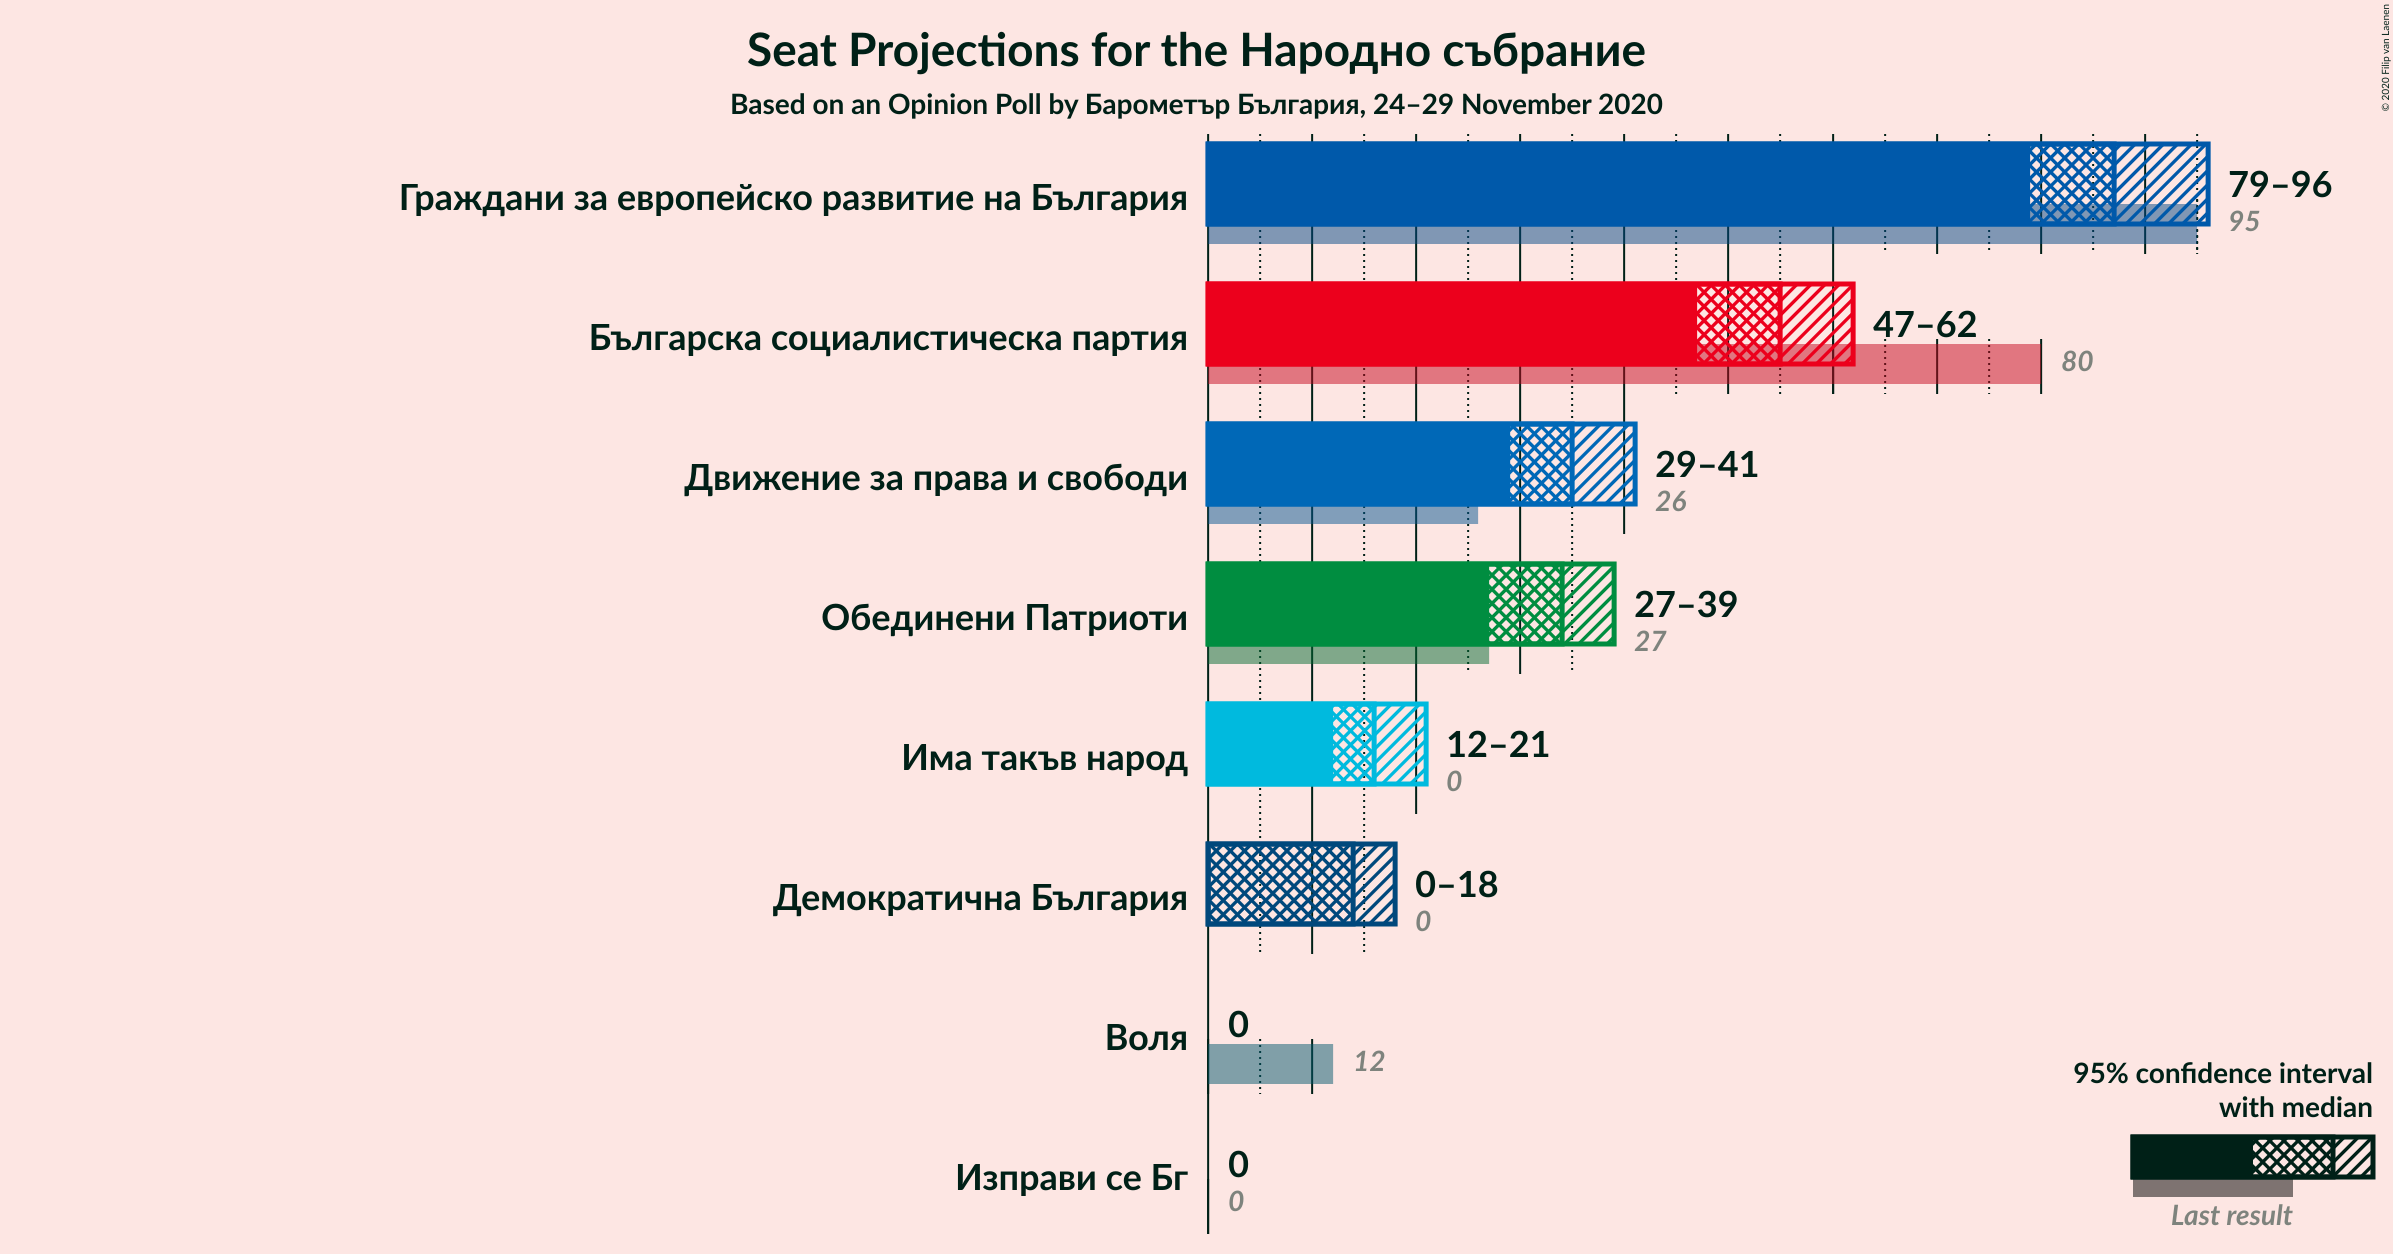 Seat Projections for the Народно събрание
Based on an Opinion Poll by Барометър България, 24–29 November 2020
© 2020 Filip van Laenen
Граждани за европейско развитие на България
79–96
95
Българска социалистическа партия
47–62
80
Движение за права и свободи
29–41
26
Обединени Патриоти
27–39
27
Има такъв народ
12–21
0
Демократична България
0–18
0
Воля
0
12
Изправи се Бг
0
0
95% confidence interval
with median
Last result